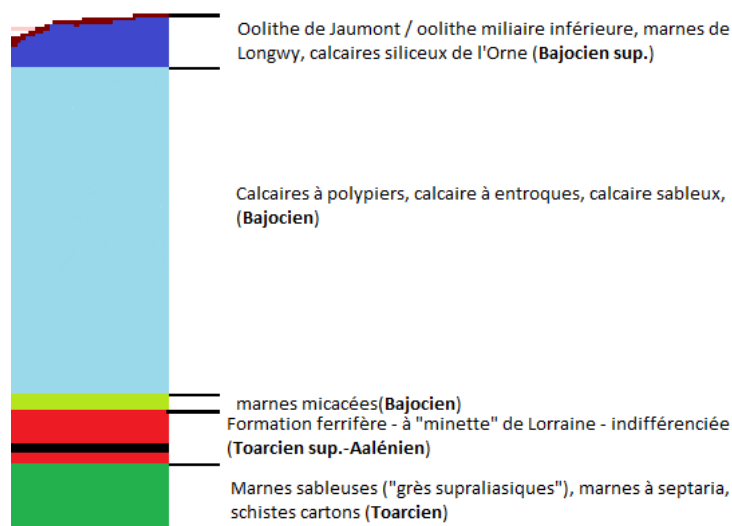 Oolithe de Jaumont / oolithe miliaire inférieure, marnes de
Longwy, calcaires siliceux de l'Orne (Bajocien sup.)
Calcaires à polypiers, calcaire à entroques, calcaire sableux,
(Bajocien)
marnes micacées(Bajocien)
Formation ferrifère - à "minette" de Lorraine - indifférenciée
(Toarcien sup.-Aalénien)
Marnes sableuses ("grès supraliasiques"), marnes à septaria,
schistes cartons (Toarcien)